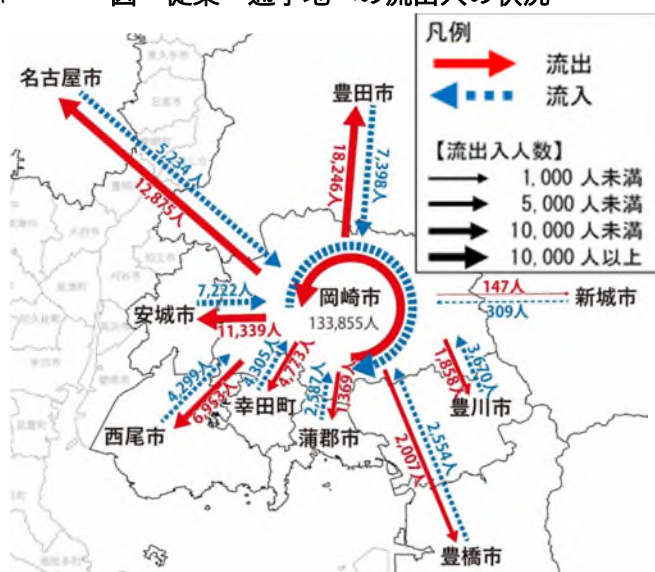 図 従業・通学地への流出入の状況
凡例
流出
流入
【流出入人数】
1,000 人未満
5,000 人未満
10,000 人未満
10,000 人以上
名古屋市
5,234 人
12,875人
豊田市
18,246人
7,398人
岡崎市
133,855人
147人
309人
新城市
7,222人
安城市
11,339人
4,299人
6,953人
西尾市
4,305人
4,773人
幸田町
2,587人
1,369人
蒲郡市
3,670人
1,858人
豊川市
2,007人
2,554人
豊橋市